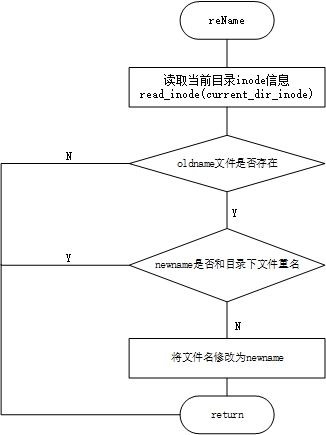 reName
读取当前目录inode信息
read_inode(current_dir_inode)
N
oldname文件是否存在
Y
Y
newname是否和目录下文件重名
N
将文件名修改为newname
return